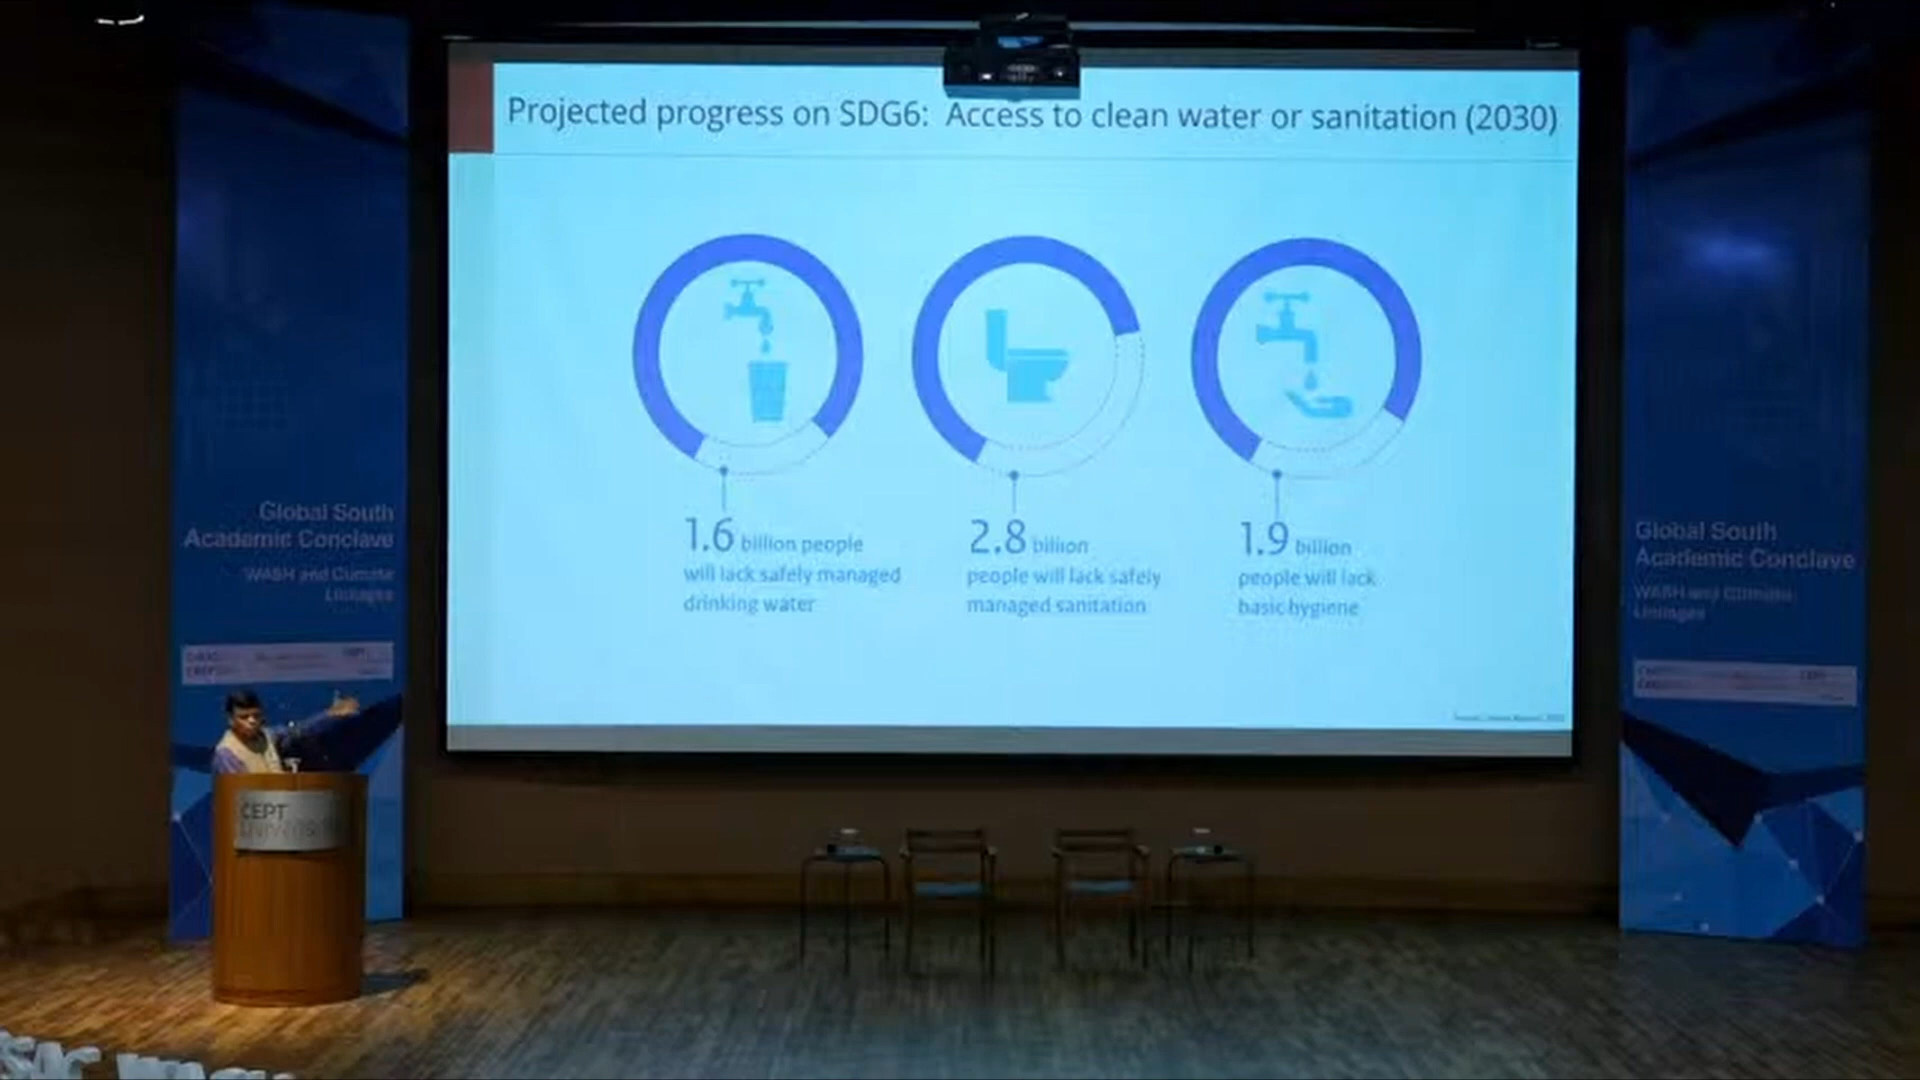 Projected progress on SDG6: Access to clean water or sanitation (2030)
1.6 billion people
will lack safely managed
drinking water
2.8 billion
people will lack safely
managed sanitation
1.9 billion
people will lack
basic hygiene
Global South
Academic Conclave
WASH and Climate
Linkages
Global South
Academic Conclave
WASH and Climate
Linkages
CEPT
UNIVERSITY